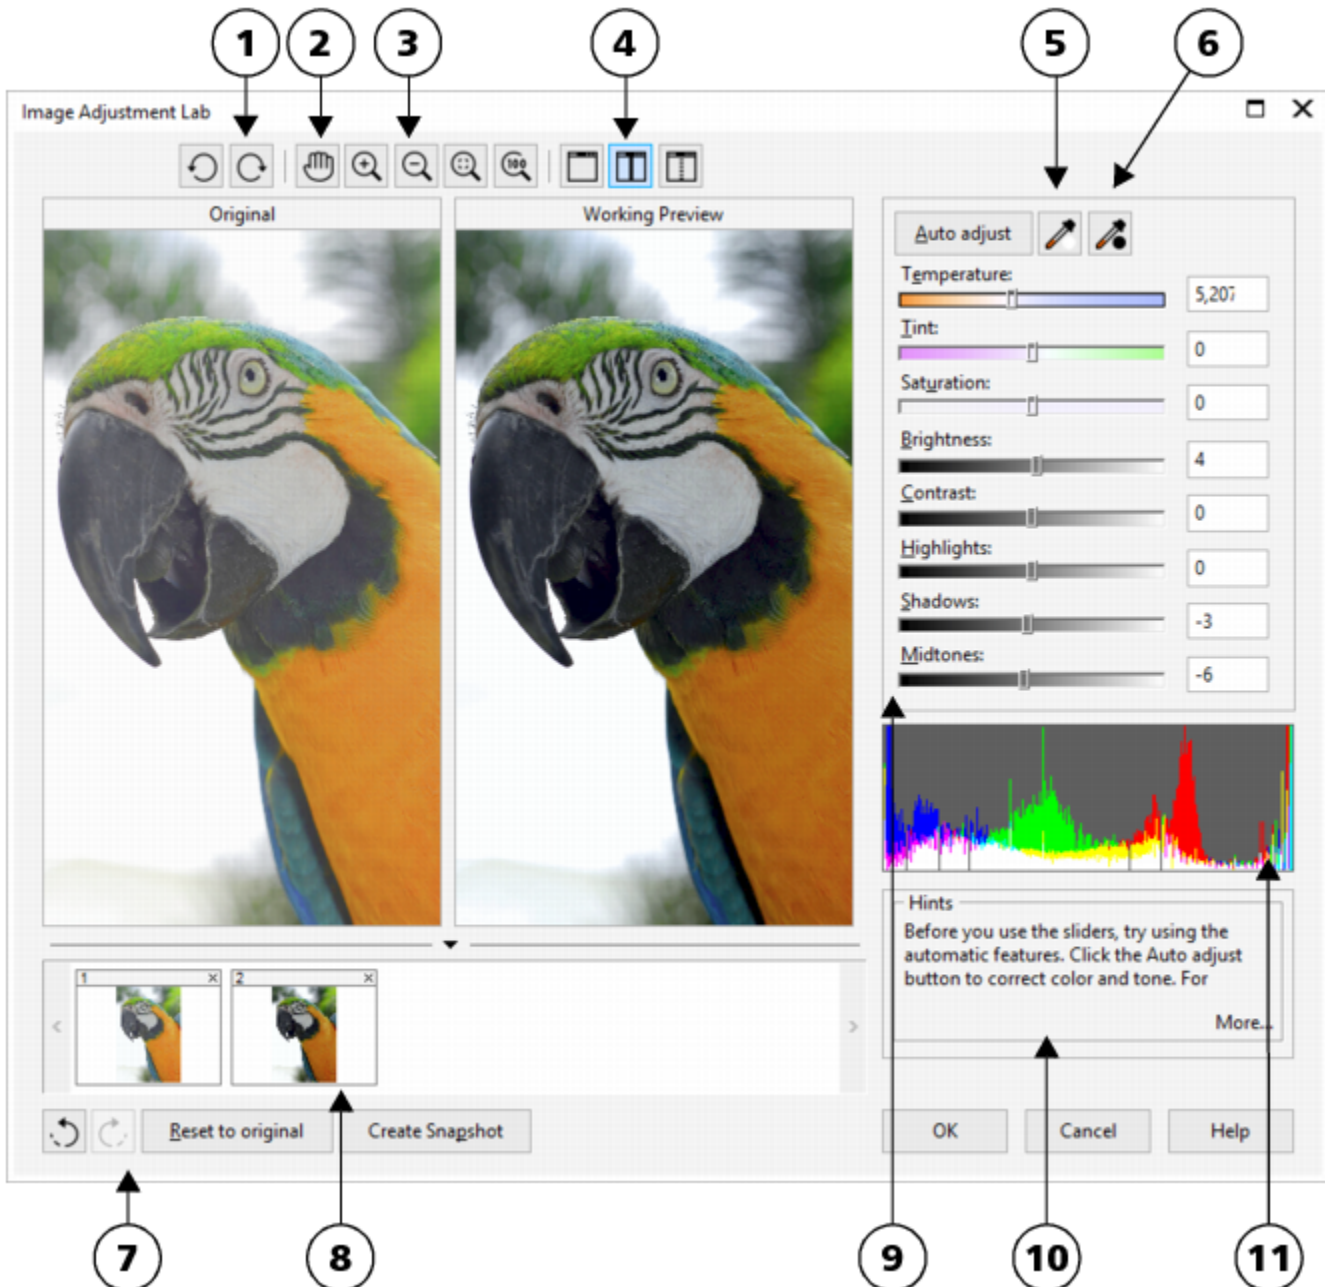 1 2 3 4 5 6
Image Adjustment Lab
100
Original
Working Preview
Auto adjust
Temperature:
5,207
Tint:
0
Saturation:
0
Brightness:
4
Contrast:
0
Highlights:
0
Shadows:
-3
Midtones:
-6
Hints
Before you use the sliders, try using the
automatic features. Click the Auto adjust
button to correct color and tone. For
More...
1 2
Reset to original
Create Snapshot
OK
Cancel
Help
7 8 9 10 11